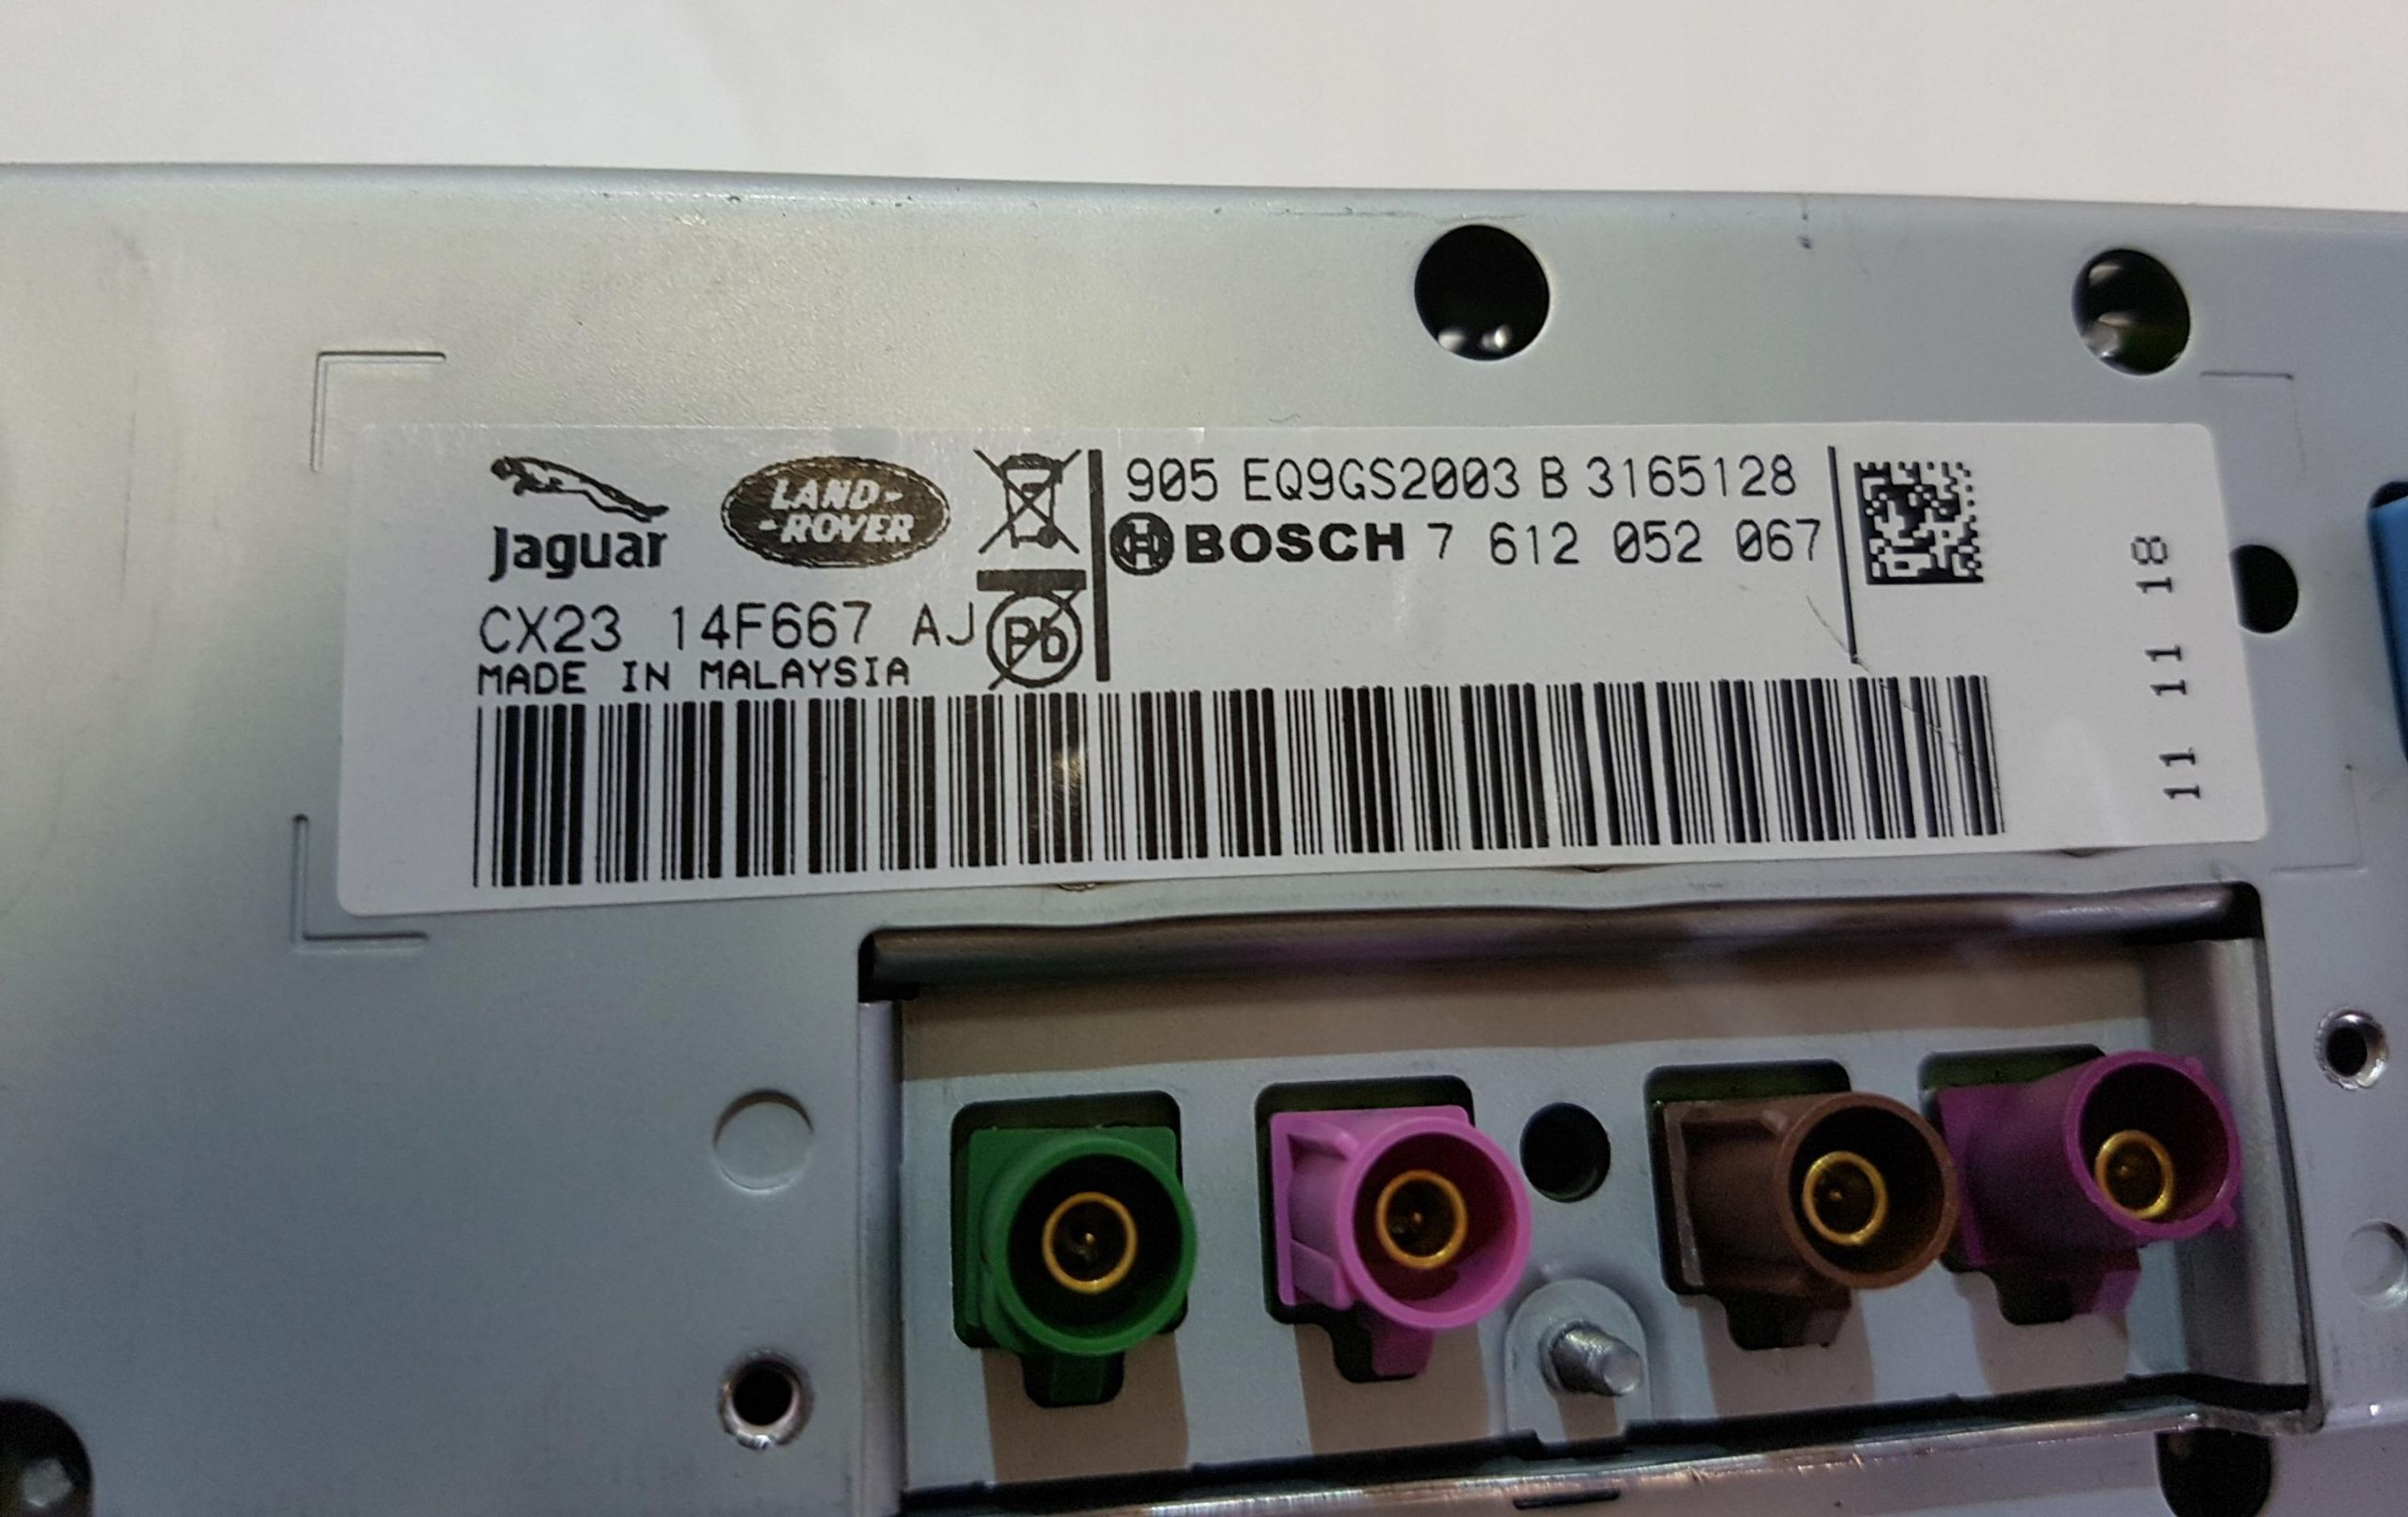 Jaguar
LAND-
-ROVER
CX23 14F667 AJ
Pb
MADE IN MALAYSIA
905 EQ9GS2003 B 3165128
BOSCH 7 612 052 067
11 11 18